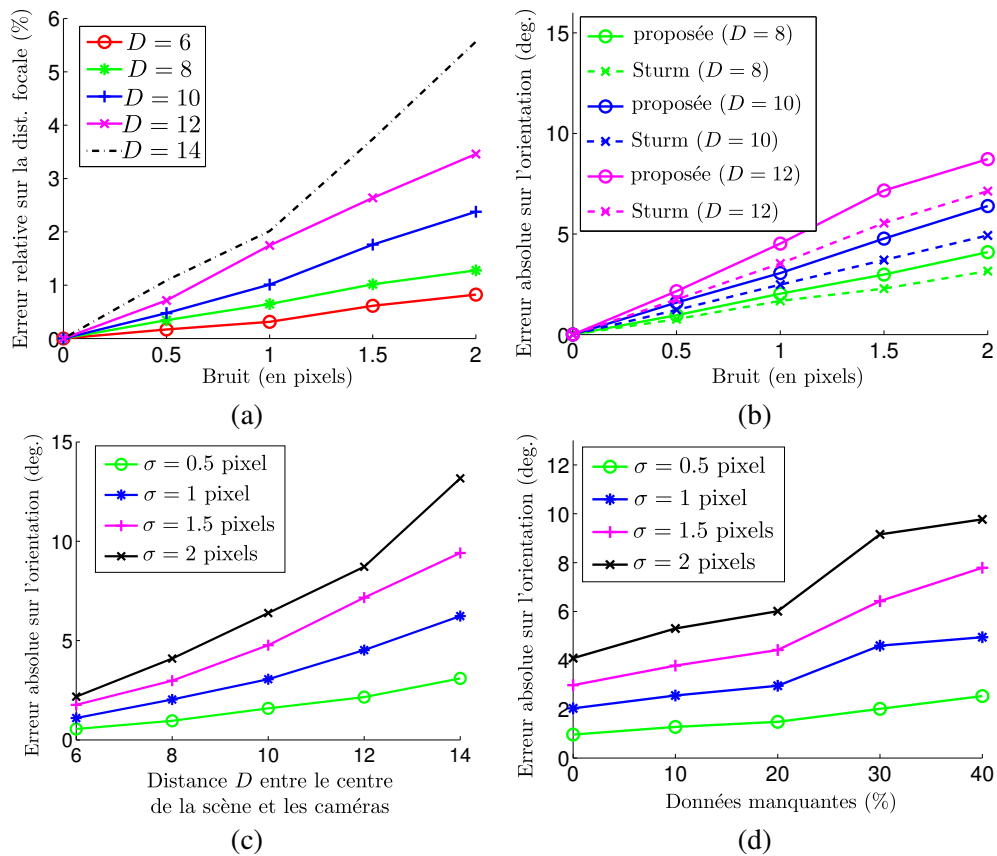 Erreur relative sur la dist. focale (%)
6
5
4
3
2
1
0
D = 6
D = 8
D = 10
D = 12
D = 14
0 0.5 1 1.5 2
Bruit (en pixels)
(a)
Erreur absolue sur l'orientation (deg.)
15
10
5
0
proposée (D = 8)
Sturm (D = 8)
proposée (D = 10)
Sturm (D = 10)
proposée (D = 12)
Sturm (D = 12)
0 0.5 1 1.5 2
Bruit (en pixels)
(b)
Erreur absolue sur l'orientation (deg.)
15
10
5
0
σ = 0.5 pixel
σ = 1 pixel
σ = 1.5 pixels
σ = 2 pixels
6 8 10 12 14
Distance D entre le centre
de la scène et les caméras
(c)
Erreur absolue sur l'orientation (deg.)
12
10
8
6
4
2
0
σ = 0.5 pixel
σ = 1 pixel
σ = 1.5 pixels
σ = 2 pixels
0 10 20 30 40
Données manquantes (%)
(d)